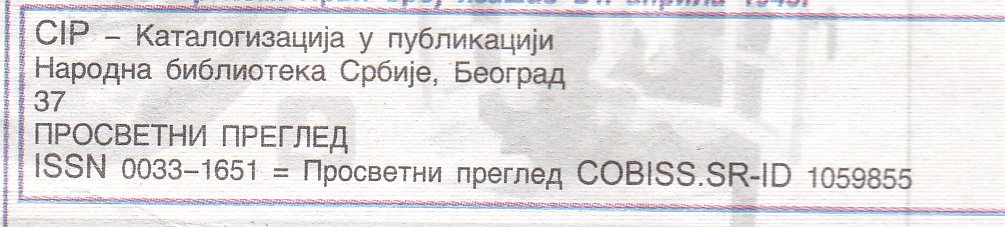 CIP – Каталогизација у публикацији
Народна библиотека Србије, Београд
37
ПРОСВЕТНИ ПРЕГЛЕД
ISSN 0033–1651 = Просветни преглед COBISS.SR-ID 1059855